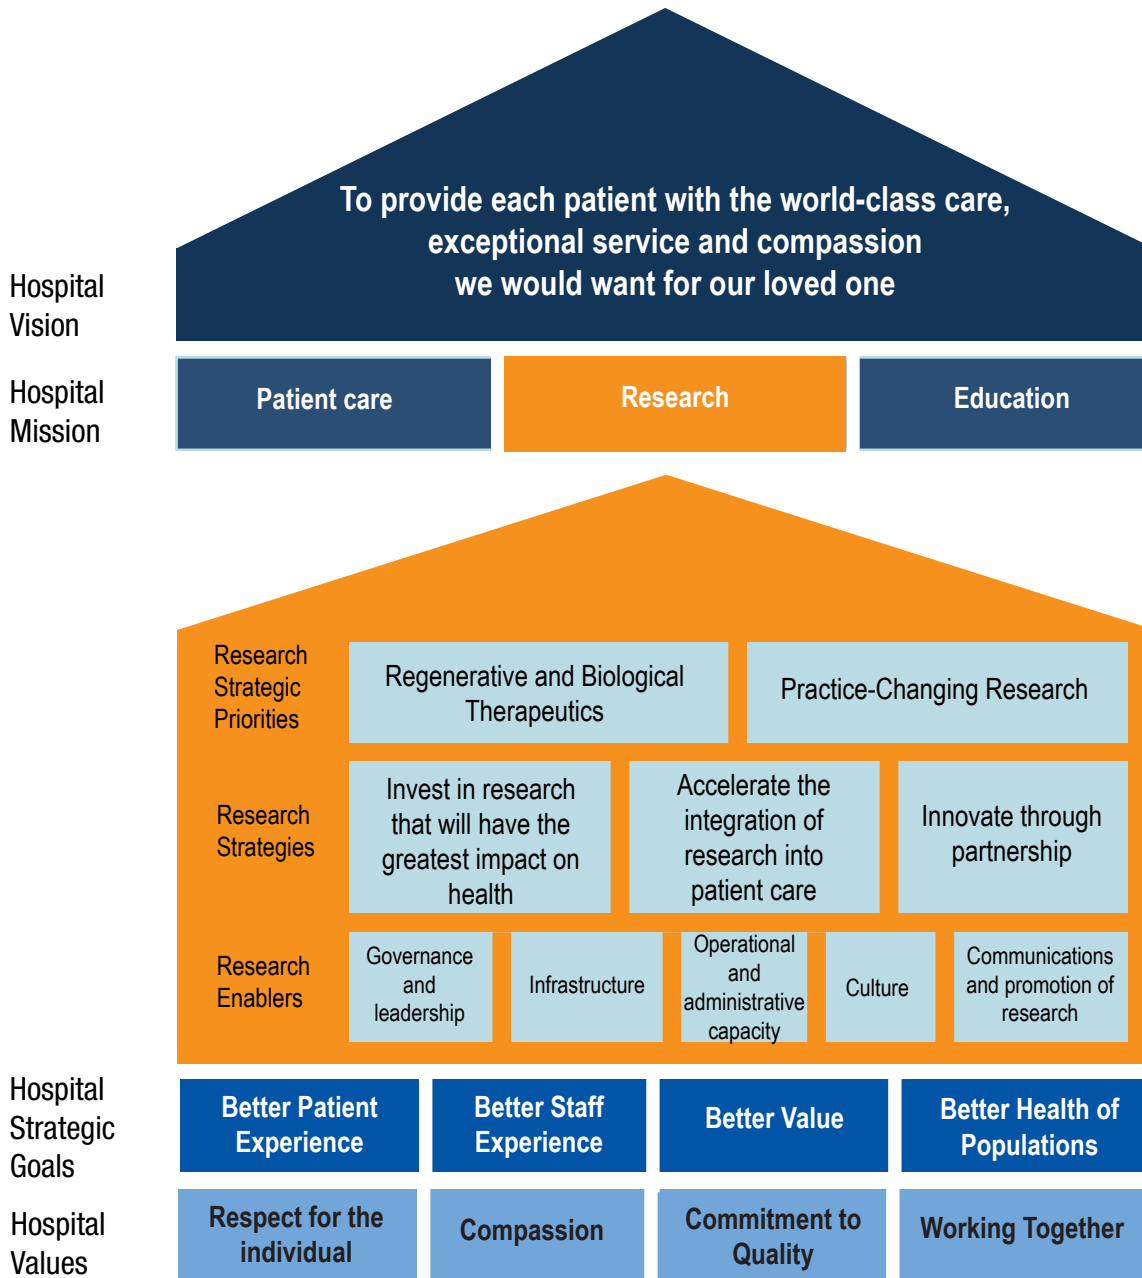 To provide each patient with the world-class care,
exceptional service and compassion
we would want for our loved one
Hospital
Vision
Hospital
Mission
Patient care
Research
Education
Research
Strategic
Priorities
Regenerative and Biological
Therapeutics
Practice-Changing Research
Research
Strategies
Invest in research
that will have the
greatest impact on
health
Accelerate the
integration of
research into
patient care
Innovate through
partnership
Research
Enablers
Governance
and
leadership
Infrastructure
Operational
and
administrative
capacity
Culture
Communications
and promotion of
research
Hospital
Strategic
Goals
Better Patient
Experience
Better Staff
Experience
Better Value
Better Health of
Populations
Hospital
Values
Respect for the
individual
Compassion
Commitment to
Quality
Working Together